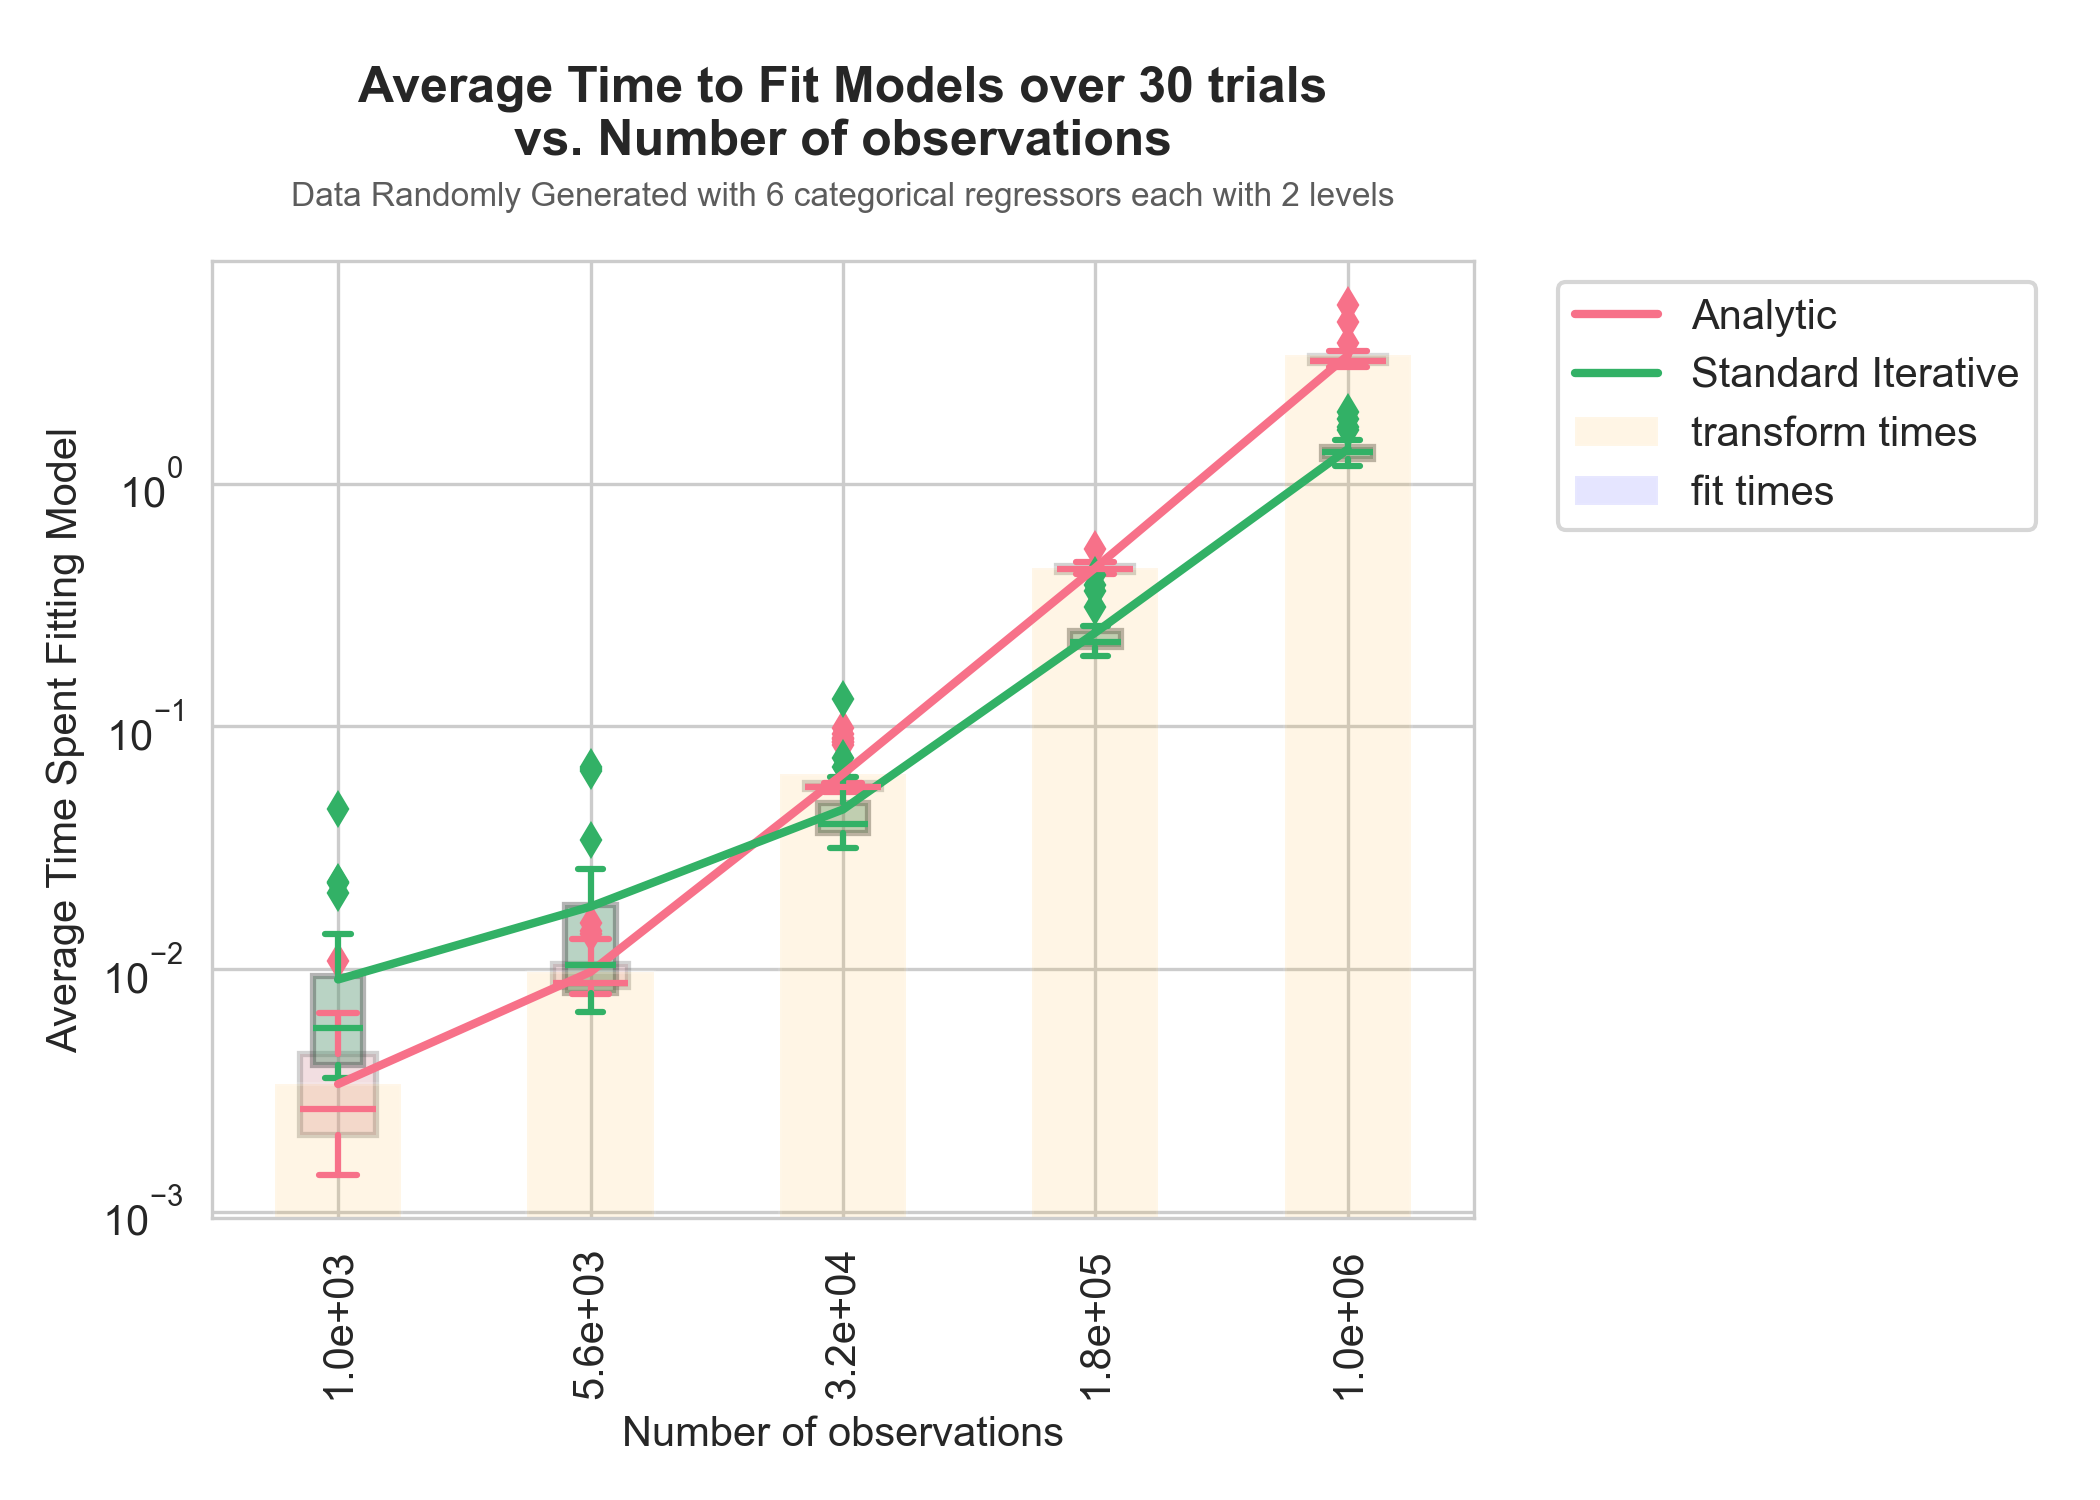 Average Time to Fit Models over 30 trials
vs. Number of observations
Data Randomly Generated with 6 categorical regressors each with 2 levels
Average Time Spent Fitting Model
10⁰
10⁻¹
10⁻²
10⁻³
1.0e+03
5.6e+03
3.2e+04
1.8e+05
1.0e+06
Number of observations
Analytic
Standard Iterative
transform times
fit times